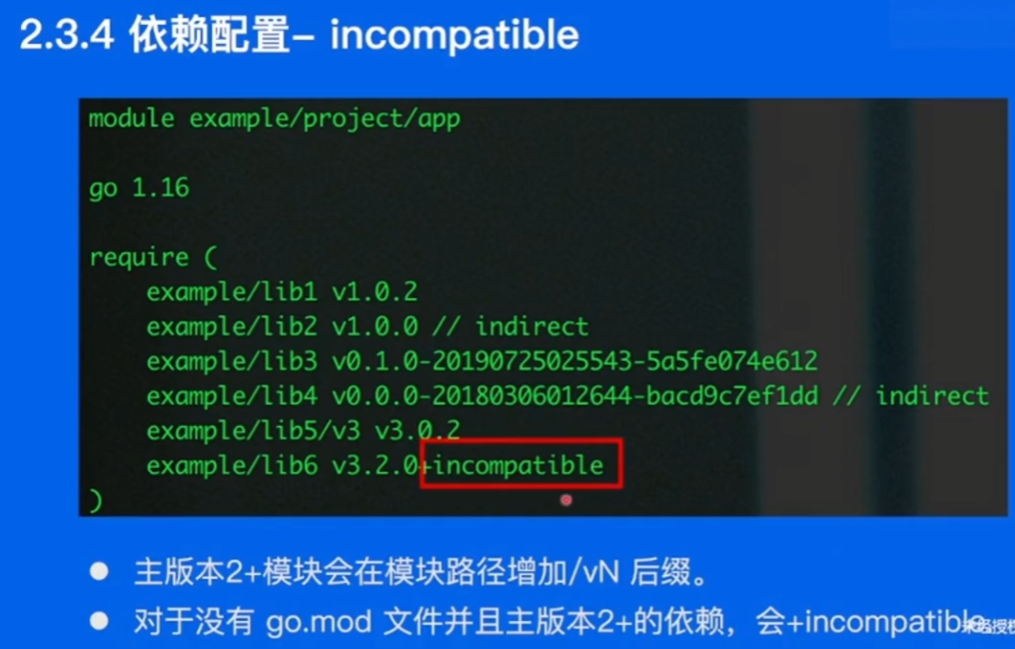 2.3.4 依赖配置– incompatible
module example/project/app
go 1.16
require (
example/lib1 v1.0.2
example/lib2 v1.0.0 // indirect
example/lib3 v0.1.0-20190725025543-5a5fe074e612
example/lib4 v0.0.0-20180306012644-bacd9c7ef1dd // indirect
example/lib5/v3 v3.0.2
example/lib6 v3.2.0+incompatible
)
● 主版本2+模块会在模块路径增加/vN 后缀。
● 对于没有 go.mod 文件并且主版本2+的依赖，会+incompatible